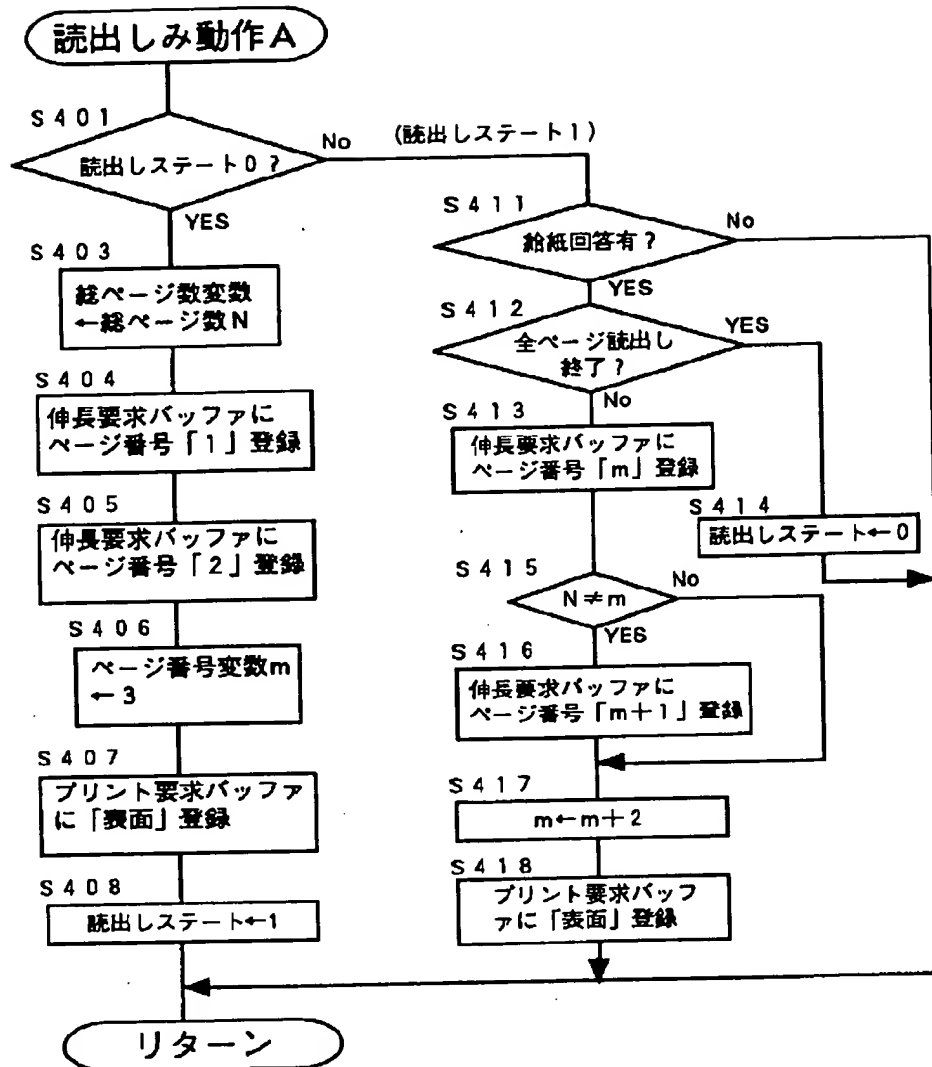 読出しみ動作A
S401
読出しステート0?
No
(読出しステート1)
YES
S403
総ページ数変数
←総ページ数N
S404
伸長要求バッファに
ページ番号「1」登録
S405
伸長要求バッファに
ページ番号「2」登録
S406
ページ番号変数m
←3
S407
プリント要求バッファ
に「表面」登録
S408
読出しステート←1
S411
給紙回答有?
No
YES
S412
全ページ読出し
終了?
YES
No
S413
伸長要求バッファに
ページ番号「m」登録
S414
読出しステート←0
S415
N≠m
No
YES
S416
伸長要求バッファに
ページ番号「m+1」登録
S417
m←m+2
S418
プリント要求バッフ
ァに「表面」登録
リターン